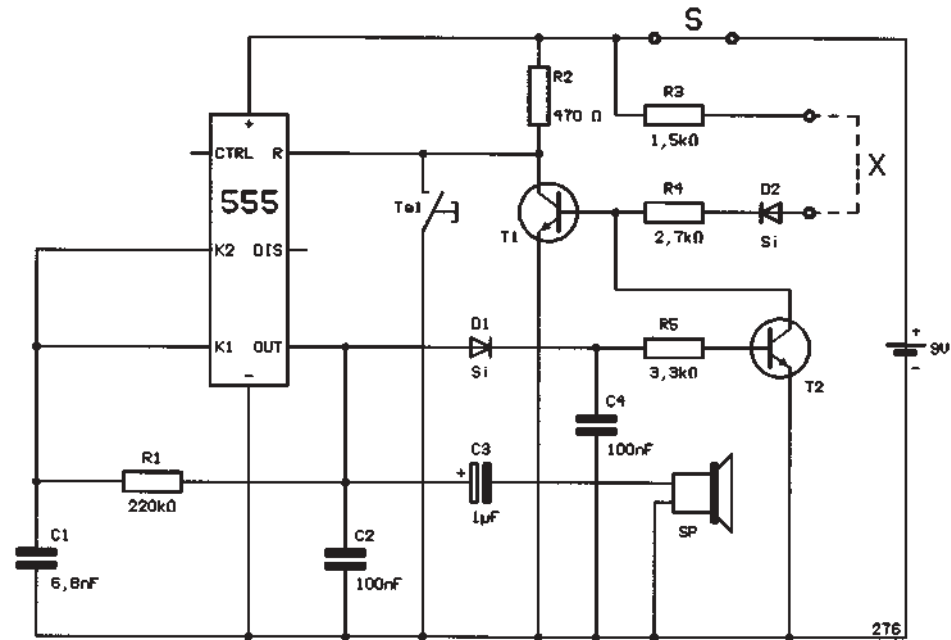 S
R2
470 Ω
R3
1,5kΩ
X
+
CTRL
R
555
Ta1
T1
R4
2,7kΩ
D2
Si
K2
DIS
K1
OUT
D1
Si
R5
3,3kΩ
T2
+
9V
-
-
C4
100nF
R1
220kΩ
+
C3
1µF
SP
C1
6,8nF
C2
100nF
276